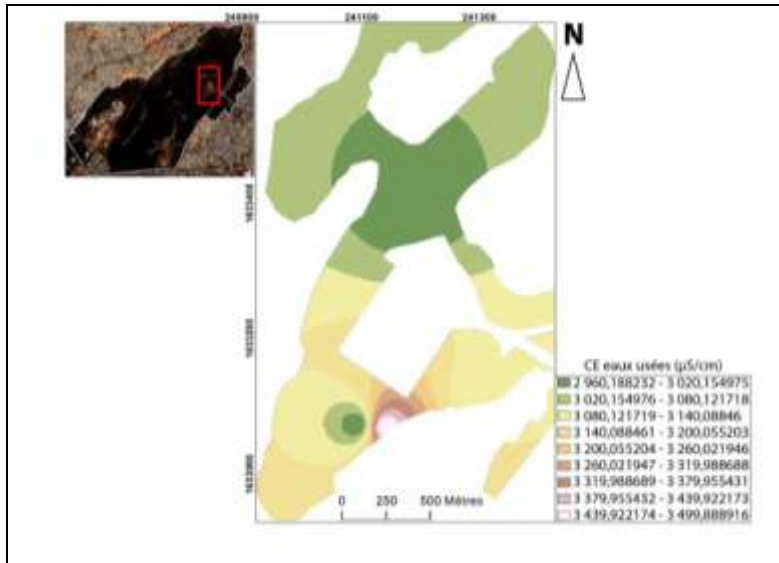 240900 241100 241300
N
1633400
1633200
1633000
0 250 500 Mètres
CE eaux usées (µS/cm)
2 960,188232 - 3 020,154975
3 020,154976 - 3 080,121718
3 080,121719 - 3 140,08846
3 140,088461 - 3 200,055203
3 200,055204 - 3 260,021946
3 260,021947 - 3 319,988688
3 319,988689 - 3 379,955431
3 379,955432 - 3 439,922173
3 439,922174 - 3 499,888916